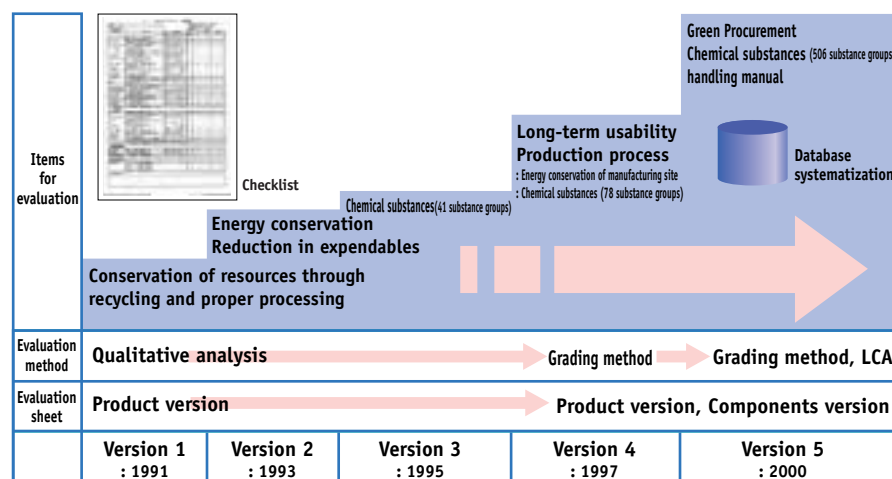 Items
for
evaluation
Checklist
Conservation of resources through
recycling and proper processing
Energy conservation
Reduction in expendables
Chemical substances(41 substance groups)
Long-term usability
Production process
: Energy conservation of manufacturing site
: Chemical substances (78 substance groups)
Green Procurement
Chemical substances (506 substance groups
handling manual
Database
systematization
Evaluation
method
Qualitative analysis
Grading method
Grading method, LCA
Evaluation
sheet
Product version
Product version, Components version
Version 1
: 1991
Version 2
: 1993
Version 3
: 1995
Version 4
: 1997
Version 5
: 2000